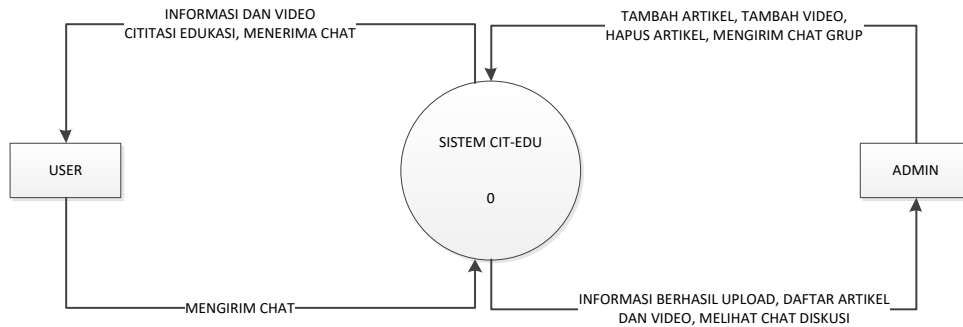 INFORMASI DAN VIDEO
CITITASI EDUKASI, MENERIMA CHAT
TAMBAH ARTIKEL, TAMBAH VIDEO,
HAPUS ARTIKEL, MENGIRIM CHAT GRUP
USER
SISTEM CIT-EDU
0
ADMIN
MENGIRIM CHAT
INFORMASI BERHASIL UPLOAD, DAFTAR ARTIKEL
DAN VIDEO, MELIHAT CHAT DISKUSI